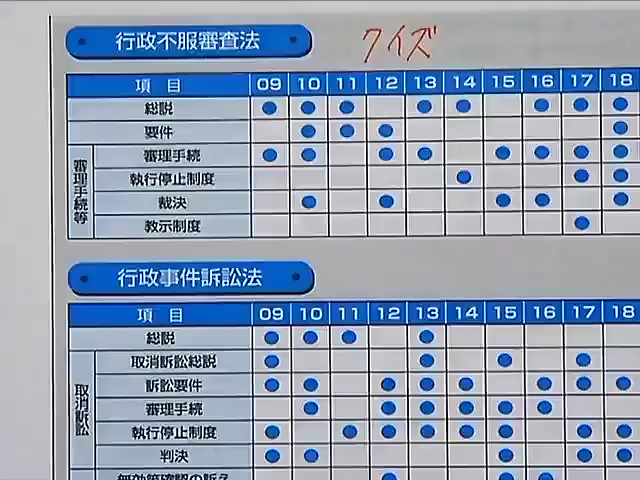 行政不服審査法 クイズ
項 目 09 10 11 12 13 14 15 16 17 18
総説 ● ● ● ● ● ● ● ●
要件 ● ● ● ●
審理手続等
審理手続 ● ● ● ● ● ● ● ●
執行停止制度 ● ● ●
裁決 ● ● ● ● ●
教示制度 ●
行政事件訴訟法
項 目 09 10 11 12 13 14 15 16 17 18
総説 ● ● ● ●
取消訴訟
取消訴訟総説 ● ● ● ●
訴訟要件 ● ● ● ● ● ● ● ●
審理手続 ● ● ● ● ● ●
執行停止制度 ● ● ● ● ● ● ● ●
判決 ● ● ● ● ●